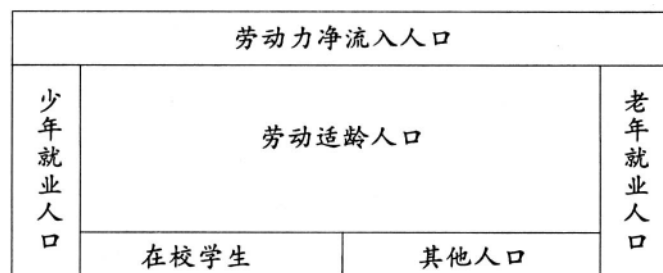 劳动力净流入人口
少年就业人口
劳动适龄人口
老年就业人口
在校学生
其他人口